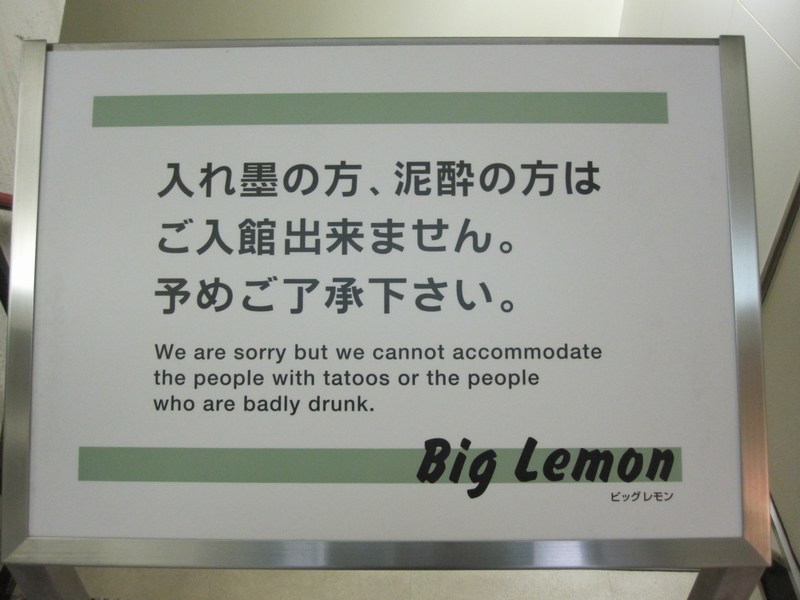 入れ墨の方、泥酔の方は
ご入館出来ません。
予めご了承下さい。
We are sorry but we cannot accommodate
the people with tatoos or the people
who are badly drunk.
Big Lemon
ビッグレモン